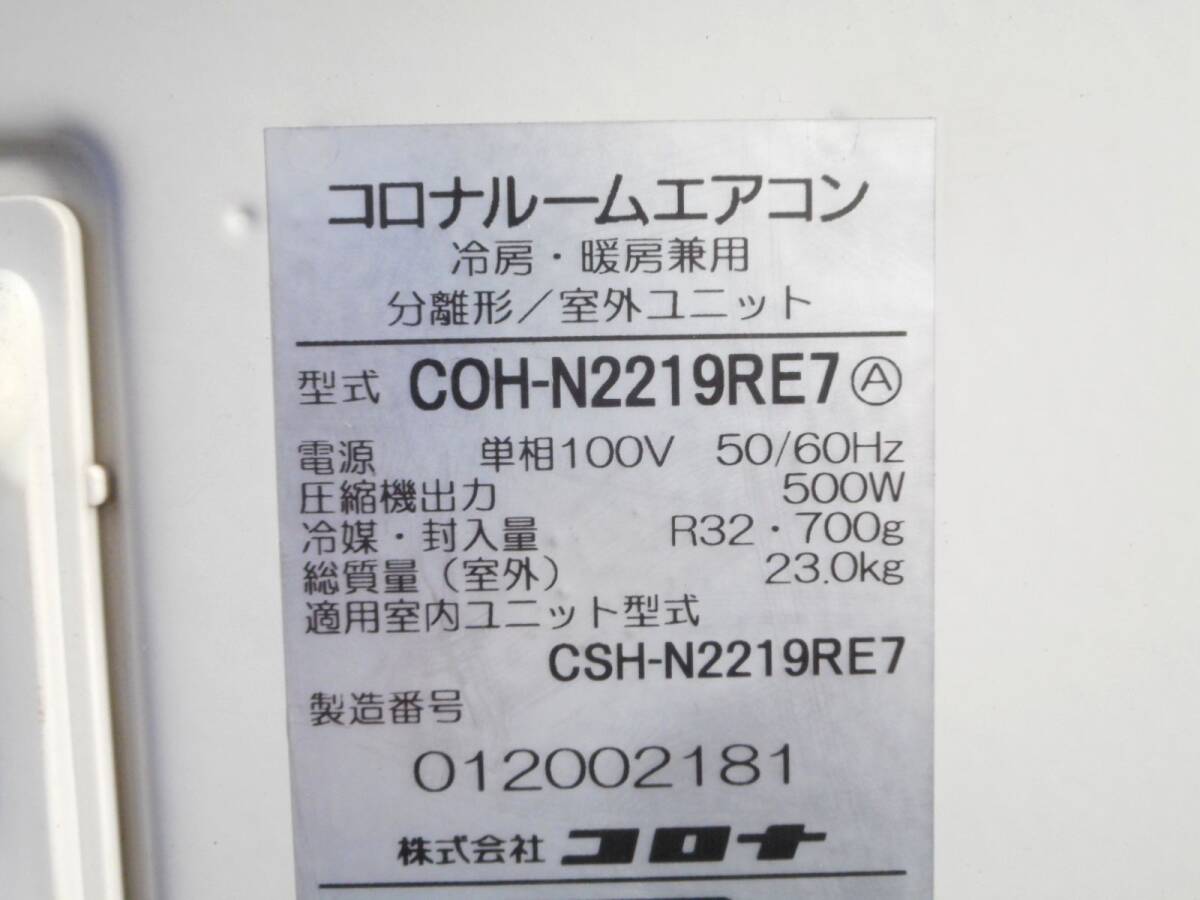 コロナルームエアコン
冷房・暖房兼用
分離形／室外ユニット
型式 COH-N2219RE7 Ⓐ
電源 単相100V 50/60Hz
圧縮機出力 500W
冷媒・封入量 R32・700g
総質量（室外） 23.0kg
適用室内ユニット型式
CSH-N2219RE7
製造番号
012002181
株式会社 コロナ